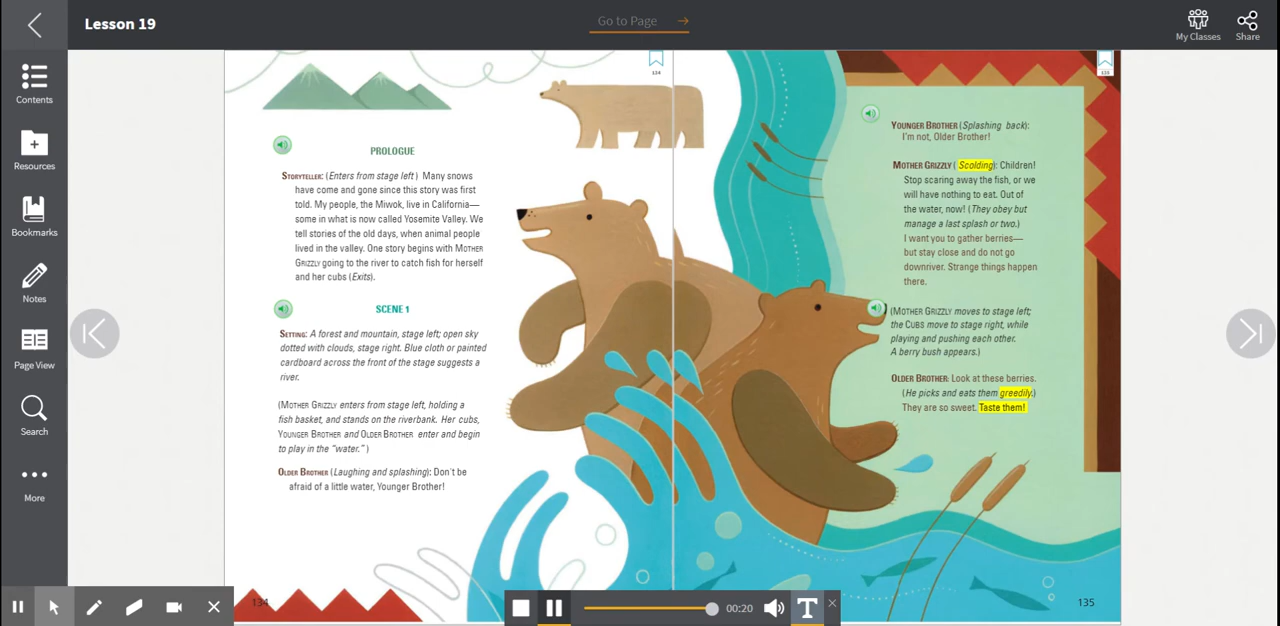 Lesson 19
Go to Page →
My Classes
Share
Contents
Resources
Bookmarks
Notes
Page View
Search
More
134
PROLOGUE
STORYTELLER: (Enters from stage left ) Many snows
have come and gone since this story was first
told. My people, the Miwok, live in California—
some in what is now called Yosemite Valley. We
tell stories of the old days, when animal people
lived in the valley. One story begins with MOTHER
GRIZZLY going to the river to catch fish for herself
and her cubs (Exits).
SCENE 1
SETTING: A forest and mountain, stage left; open sky
dotted with clouds, stage right. Blue cloth or painted
cardboard across the front of the stage suggests a
river.
(MOTHER GRIZZLY enters from stage left, holding a
fish basket, and stands on the riverbank. Her cubs,
YOUNGER BROTHER and OLDER BROTHER enter and begin
to play in the "water." )
OLDER BROTHER (Laughing and splashing): Don't be
afraid of a little water, Younger Brother!
134
135
YOUNGER BROTHER (Splashing back):
I'm not, Older Brother!
MOTHER GRIZZLY ( Scolding): Children!
Stop scaring away the fish, or we
will have nothing to eat. Out of
the water, now! (They obey but
manage a last splash or two.)
I want you to gather berries—
but stay close and do not go
downriver. Strange things happen
there.
(MOTHER GRIZZLY moves to stage left;
the CUBS move to stage right, while
playing and pushing each other.
A berry bush appears.)
OLDER BROTHER: Look at these berries.
(He picks and eats them greedily.)
They are so sweet. Taste them!
135
00:20
T